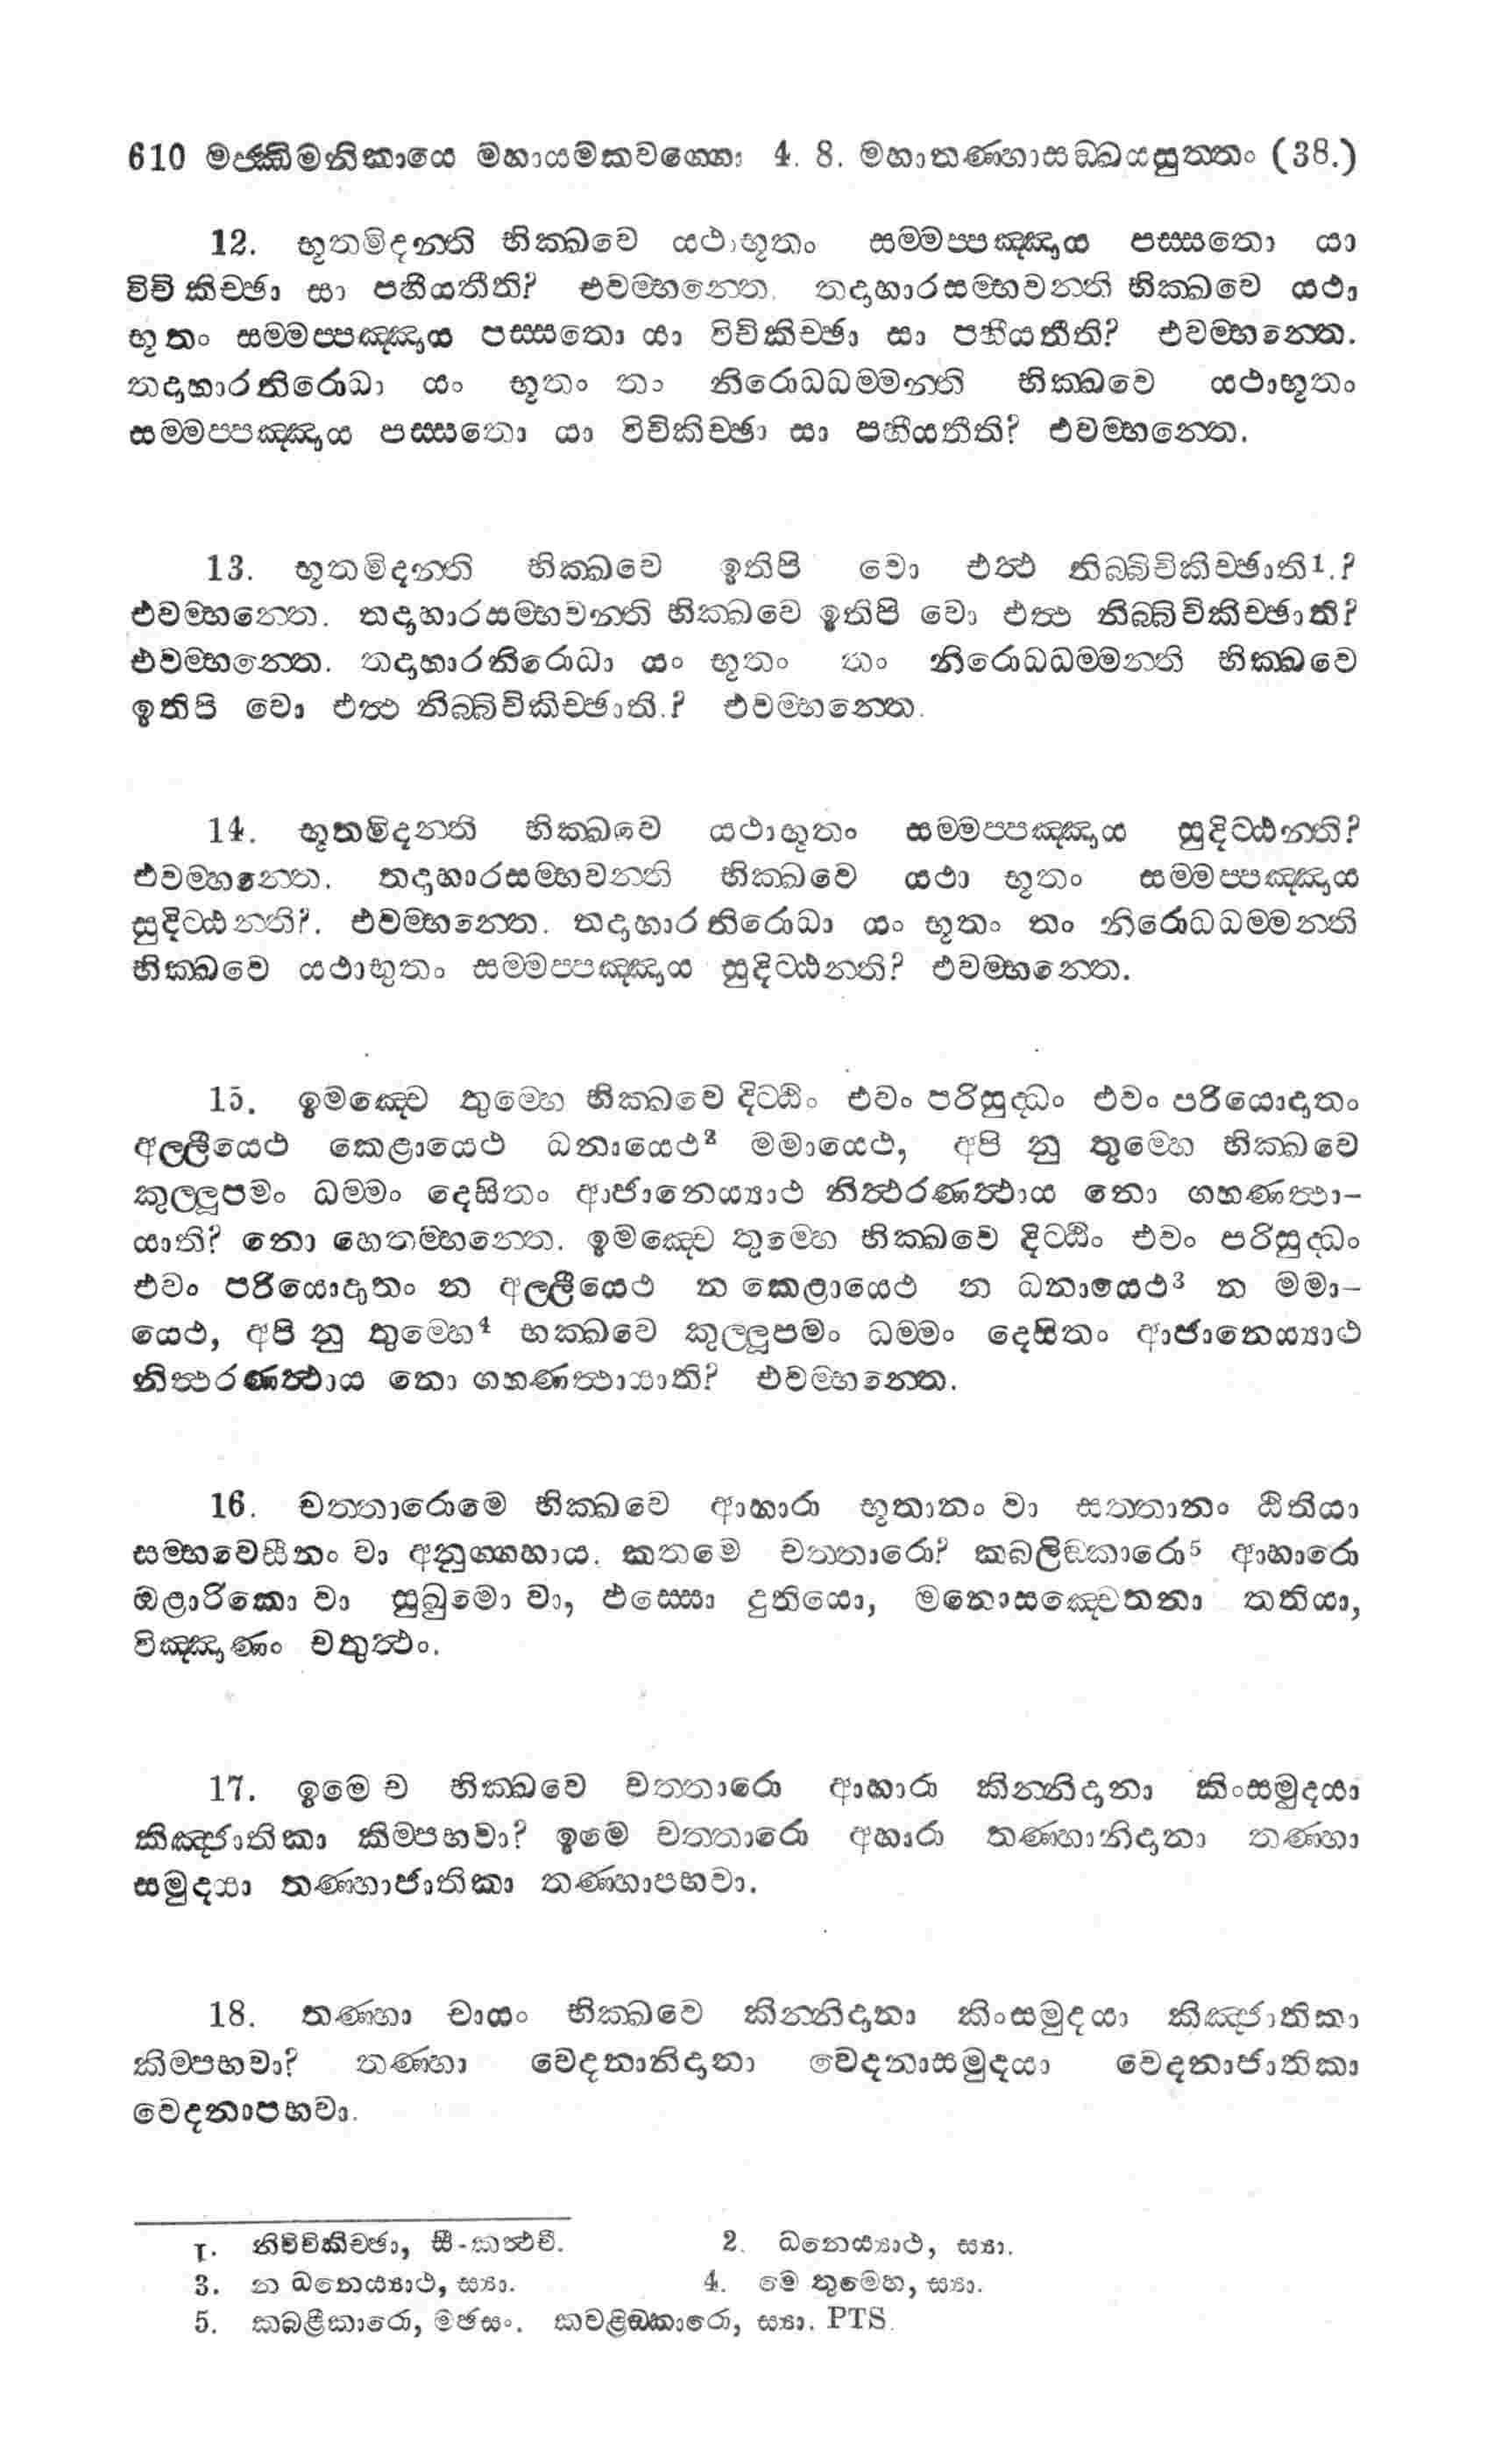 610 මජ්ඣිමනිකායෙ මහායමකවග්ගො 4. 8. මහාතණ්හාසඞ්ඛයසුත්තං (38.)
12. භූතමිදන්ති භික්ඛවෙ යථාභූතං සම්මප්පඤ්ඤාය පස්සතො යා
විචිකිච්ඡා සා පහීයතීති? එවම්භන්තෙ. තදාහාරසම්භවන්ති භික්ඛවෙ යථා
භූතං සම්මප්පඤ්ඤාය පස්සතො යා විචිකිච්ඡා සා පහීයතීති? එවම්භන්තෙ.
තදාහාරනිරොධා යං භූතං තං නිරොධධම්මන්ති භික්ඛවෙ යථාභූතං
සම්මප්පඤ්ඤාය පස්සතො යා විචිකිච්ඡා සා පහීයතීති? එවම්භන්තෙ.
13. භූතමිදන්ති භික්ඛවෙ ඉතිපි වො එත්ථ නිබ්බිචිකිච්ඡාති¹.?
එවම්භන්තෙ. තදාහාරසම්භවන්ති භික්ඛවෙ ඉතිපි වො එත්ථ නිබ්බිචිකිච්ඡාති?
එවම්භන්තෙ. තදාහාරනිරොධා යං භූතං තං නිරොධධම්මන්ති භික්ඛවෙ
ඉතිපි වො එත්ථ නිබ්බිචිකිච්ඡාති.? එවම්භන්තෙ.
14. භූතමිදන්ති භික්ඛවෙ යථාභූතං සම්මප්පඤ්ඤාය සුදිට්ඨන්ති?
එවම්භන්තෙ. තදාහාරසම්භවන්ති භික්ඛවෙ යථා භූතං සම්මප්පඤ්ඤාය
සුදිට්ඨන්ති?. එවම්භන්තෙ. තදාහාරනිරොධා යං භූතං තං නිරොධධම්මන්ති
භික්ඛවෙ යථාභුතං සම්මප්පඤ්ඤාය සුදිට්ඨන්ති? එවම්භන්තෙ.
15. ඉමඤ්චෙ තුම්හෙ භික්ඛවෙ දිට්ඨිං එවං පරිසුද්ධං එවං පරියොදාතං
අල්ලීයෙථ කෙළායෙථ ධනායෙථ² මමායෙථ, අපි නු තුම්හෙ භික්ඛවෙ
කුල්ලූපමං ධම්මං දෙසිතං ආජානෙය්‍යාථ නිත්ථරණත්ථාය නො ගහණත්ථා-
යාති? නො හෙතම්භන්තෙ. ඉමඤ්චෙ තුම්හෙ භික්ඛවෙ දිට්ඨිං එවං පරිසුද්ධං
එවං පරියොදාතං න අල්ලීයෙථ න කෙළායෙථ න ධනායෙථ³ න මමා-
යෙථ, අපි නු තුම්හෙ⁴ භක්ඛවෙ කුල්ලූපමං ධම්මං දෙසිතං ආජානෙය්‍යාථ
නිත්ථරණත්ථාය නො ගහණත්ථායාති? එවම්භන්තෙ.
16. චත්තාරොමෙ භික්ඛවෙ ආහාරා භූතානං වා සත්තානං ඨිතියා
සම්භවෙසීනං වා අනුග්ගහාය. කතමෙ චත්තාරො? කබලිඞ්කාරො⁵ ආහාරො
ඔළාරිකො වා සුඛුමො වා, ඵස්සො දුතියො, මනොසඤ්චෙතනා තතියා,
විඤ්ඤාණං චතුත්ථං.
17. ඉමෙ ච භික්ඛවෙ චත්තාරො ආහාරා කින්නිදානා කිංසමුදයා
කිඤ්ජාතිකා කිම්පභවා? ඉමෙ චත්තාරො අහාරා තණ්හානිදානා තණ්හා
සමුදයා තණ්හාජාතිකා තණ්හාපභවා.
18. තණ්හා චායං භික්ඛවෙ කින්නිදානා කිංසමුදයා කිඤ්ජාතිකා
කිම්පභවා? තණ්හා වෙදනානිදානා වෙදනාසමුදයා වෙදනාජාතිකා
වෙදනාපභවා.
1. නිච්චිකිච්ඡා, සී-කත්ථචි. 2. ධනෙය්‍යාථ, ස්‍යා.
3. න ධනෙය්‍යාථ, ස්‍යා. 4. මෙ තුම්හෙ, ස්‍යා.
5. කබළීකාරො, මඡසං. කවළිඞ්කාරො, ස්‍යා. PTS.